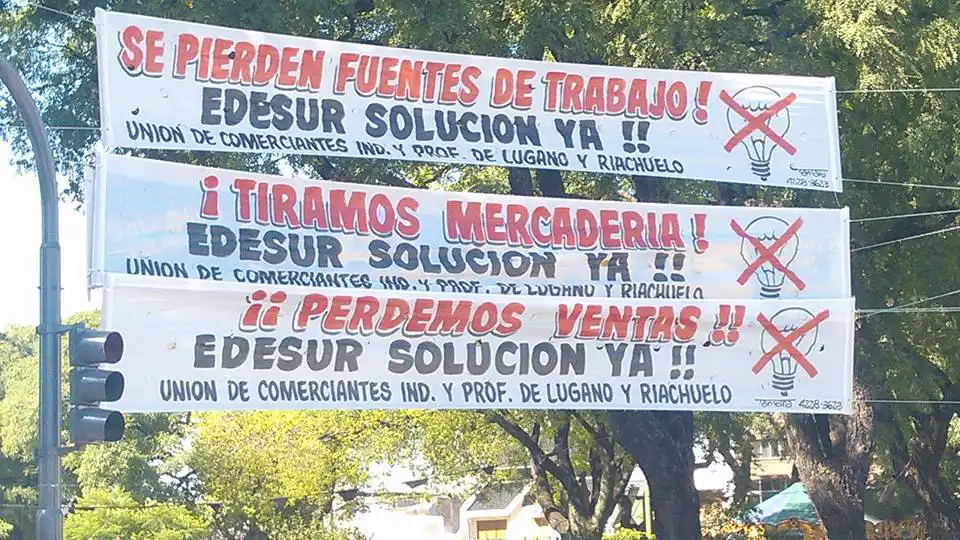 SE PIERDEN FUENTES DE TRABAJO!
EDESUR SOLUCION YA !!
UNION DE COMERCIANTES IND. Y PROF. DE LUGANO Y RIACHUELO
¡TIRAMOS MERCADERIA!
EDESUR SOLUCION YA !!
UNION DE COMERCIANTES IND. Y PROF. DE LUGANO Y RIACHUELO
¡¡ PERDEMOS VENTAS !!
EDESUR SOLUCION YA !!
UNION DE COMERCIANTES IND. Y PROF. DE LUGANO Y RIACHUELO